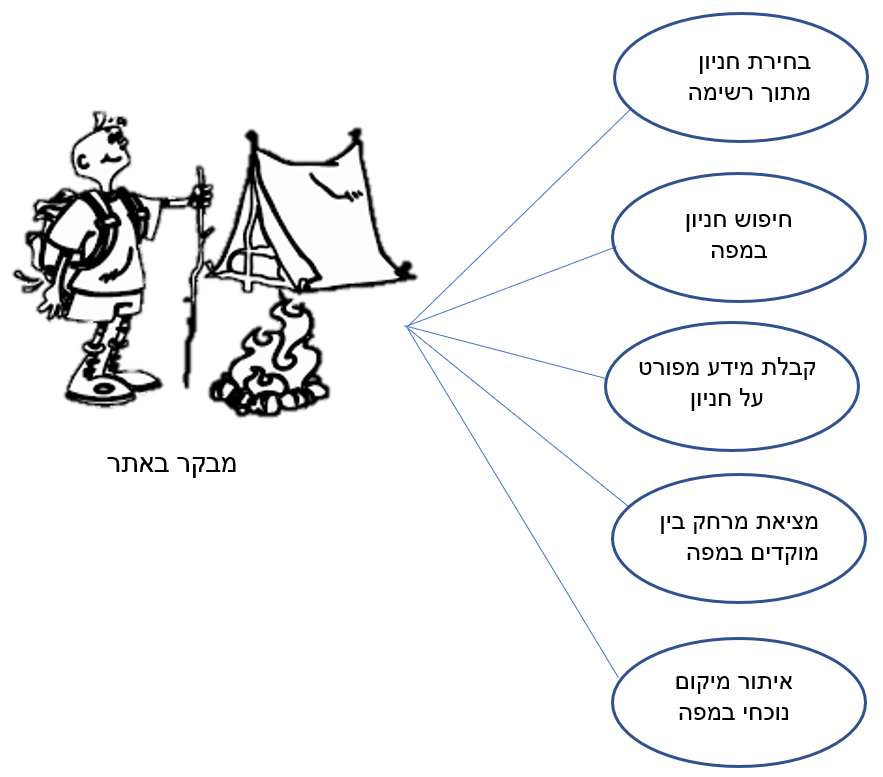 בחירת חניון
מתוך רשימה
חיפוש חניון
במפה
קבלת מידע מפורט
על חניון
מציאת מרחק בין
מוקדים במפה
איתור מיקום
נוכחי במפה
מבקר באתר